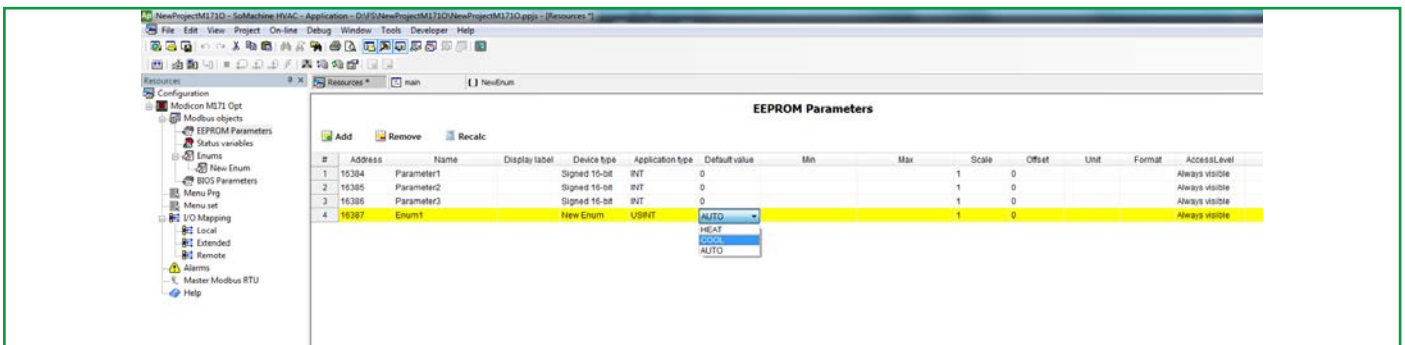 NewProjectM171O - SoMachine HVAC - Application - D:\FS\NewProjectM171O\NewProjectM171O.ppjs - [Resources *]
File Edit View Project On-line Debug Window Tools Developer Help
Resources
Resources * main NewEnum
Configuration
Modicon M171 Opt
Modbus objects
EEPROM Parameters
Status variables
Enums
New Enum
BIOS Parameters
Menu Prg
Menu set
I/O Mapping
Local
Extended
Remote
Alarms
Master Modbus RTU
Help
EEPROM Parameters
Add Remove Recalc
# Address Name Display label Device type Application type Default value Min Max Scale Offset Unit Format AccessLevel
1 16384 Parameter1 Signed 16-bit INT 0 1 0 Always visible
2 16385 Parameter2 Signed 16-bit INT 0 1 0 Always visible
3 16386 Parameter3 Signed 16-bit INT 0 1 0 Always visible
4 16387 Enum1 New Enum USINT AUTO 1 0 Always visible
HEAT
COOL
AUTO